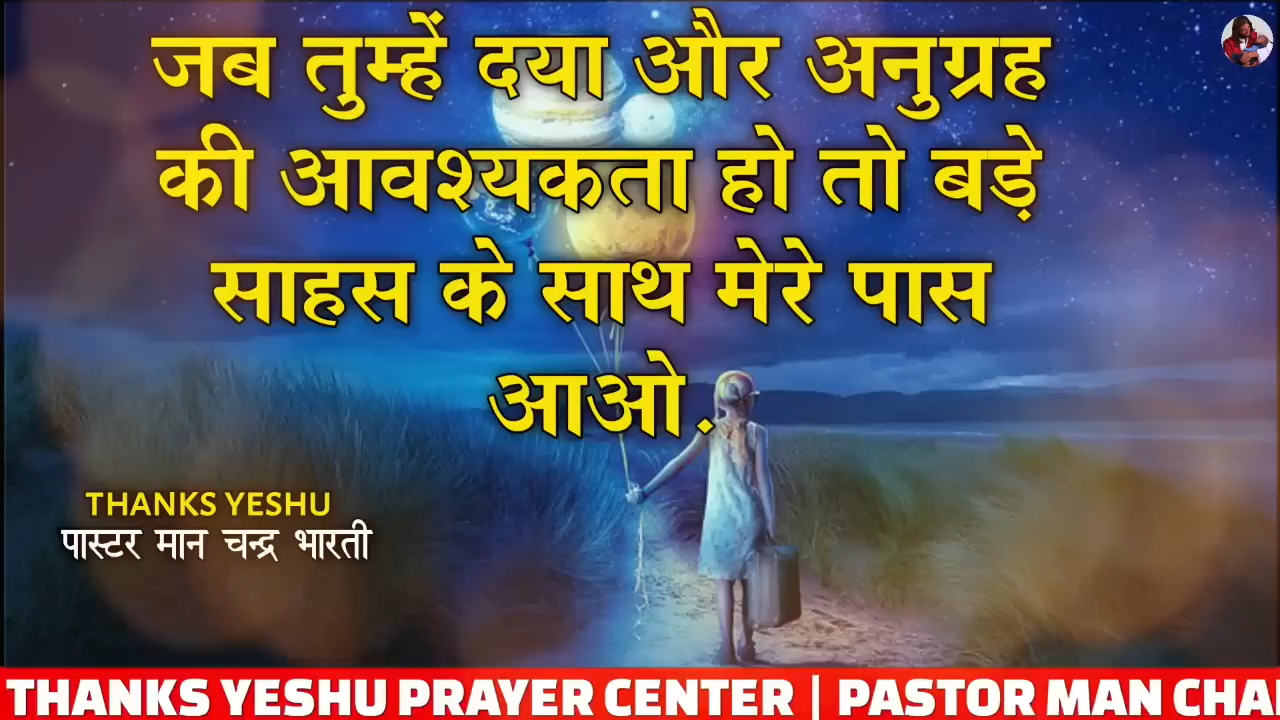 जब तुम्हें दया और अनुग्रह
की आवश्यकता हो तो बड़े
साहस के साथ मेरे पास
आओ.
THANKS YESHU
पास्टर मान चन्द्र भारती
THANKS YESHU PRAYER CENTER | PASTOR MAN CHA